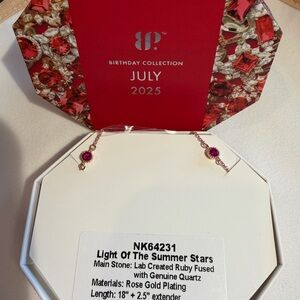 BP™
BIRTHDAY COLLECTION
JULY
2025
NK64231
Light Of The Summer Stars
Main Stone: Lab Created Ruby Fused
with Genuine Quartz
Materials: Rose Gold Plating
Length: 18" + 2.5" extender